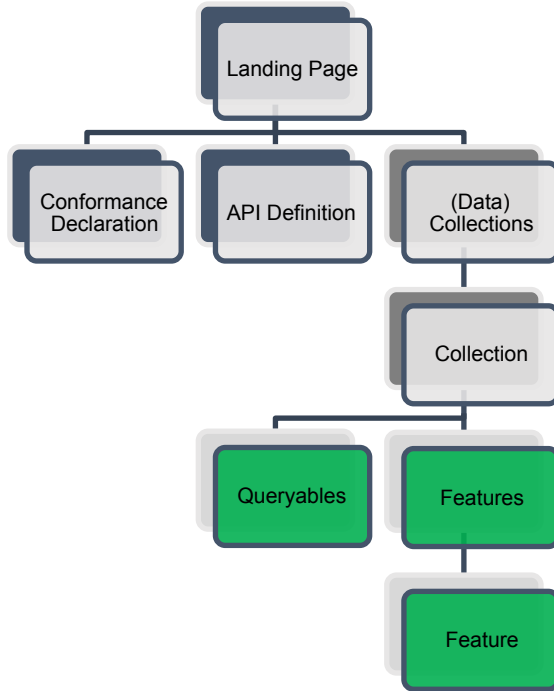 Landing Page
Conformance
Declaration
API Definition
(Data)
Collections
Collection
Queryables
Features
Feature